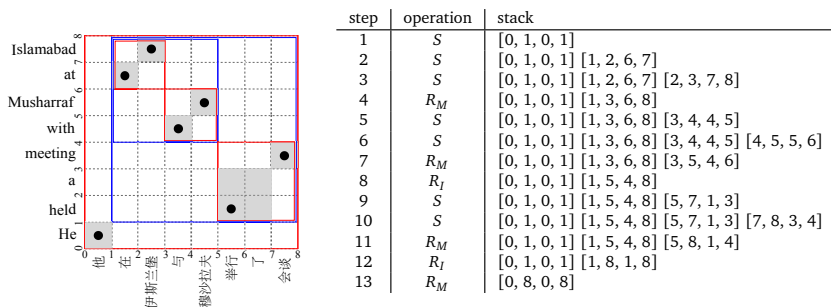 Islamabad
at
Musharraf
with
meeting
a
held
He
0 1 2 3 4 5 6 7 8
0 1 2 3 4 5 6 7 8
他 在 伊斯兰堡 与 穆沙拉夫 举行 了 会谈
step operation stack
1 S [0, 1, 0, 1]
2 S [0, 1, 0, 1] [1, 2, 6, 7]
3 S [0, 1, 0, 1] [1, 2, 6, 7] [2, 3, 7, 8]
4 R_M [0, 1, 0, 1] [1, 3, 6, 8]
5 S [0, 1, 0, 1] [1, 3, 6, 8] [3, 4, 4, 5]
6 S [0, 1, 0, 1] [1, 3, 6, 8] [3, 4, 4, 5] [4, 5, 5, 6]
7 R_M [0, 1, 0, 1] [1, 3, 6, 8] [3, 5, 4, 6]
8 R_I [0, 1, 0, 1] [1, 5, 4, 8]
9 S [0, 1, 0, 1] [1, 5, 4, 8] [5, 7, 1, 3]
10 S [0, 1, 0, 1] [1, 5, 4, 8] [5, 7, 1, 3] [7, 8, 3, 4]
11 R_M [0, 1, 0, 1] [1, 5, 4, 8] [5, 8, 1, 4]
12 R_I [0, 1, 0, 1] [1, 8, 1, 8]
13 R_M [0, 8, 0, 8]